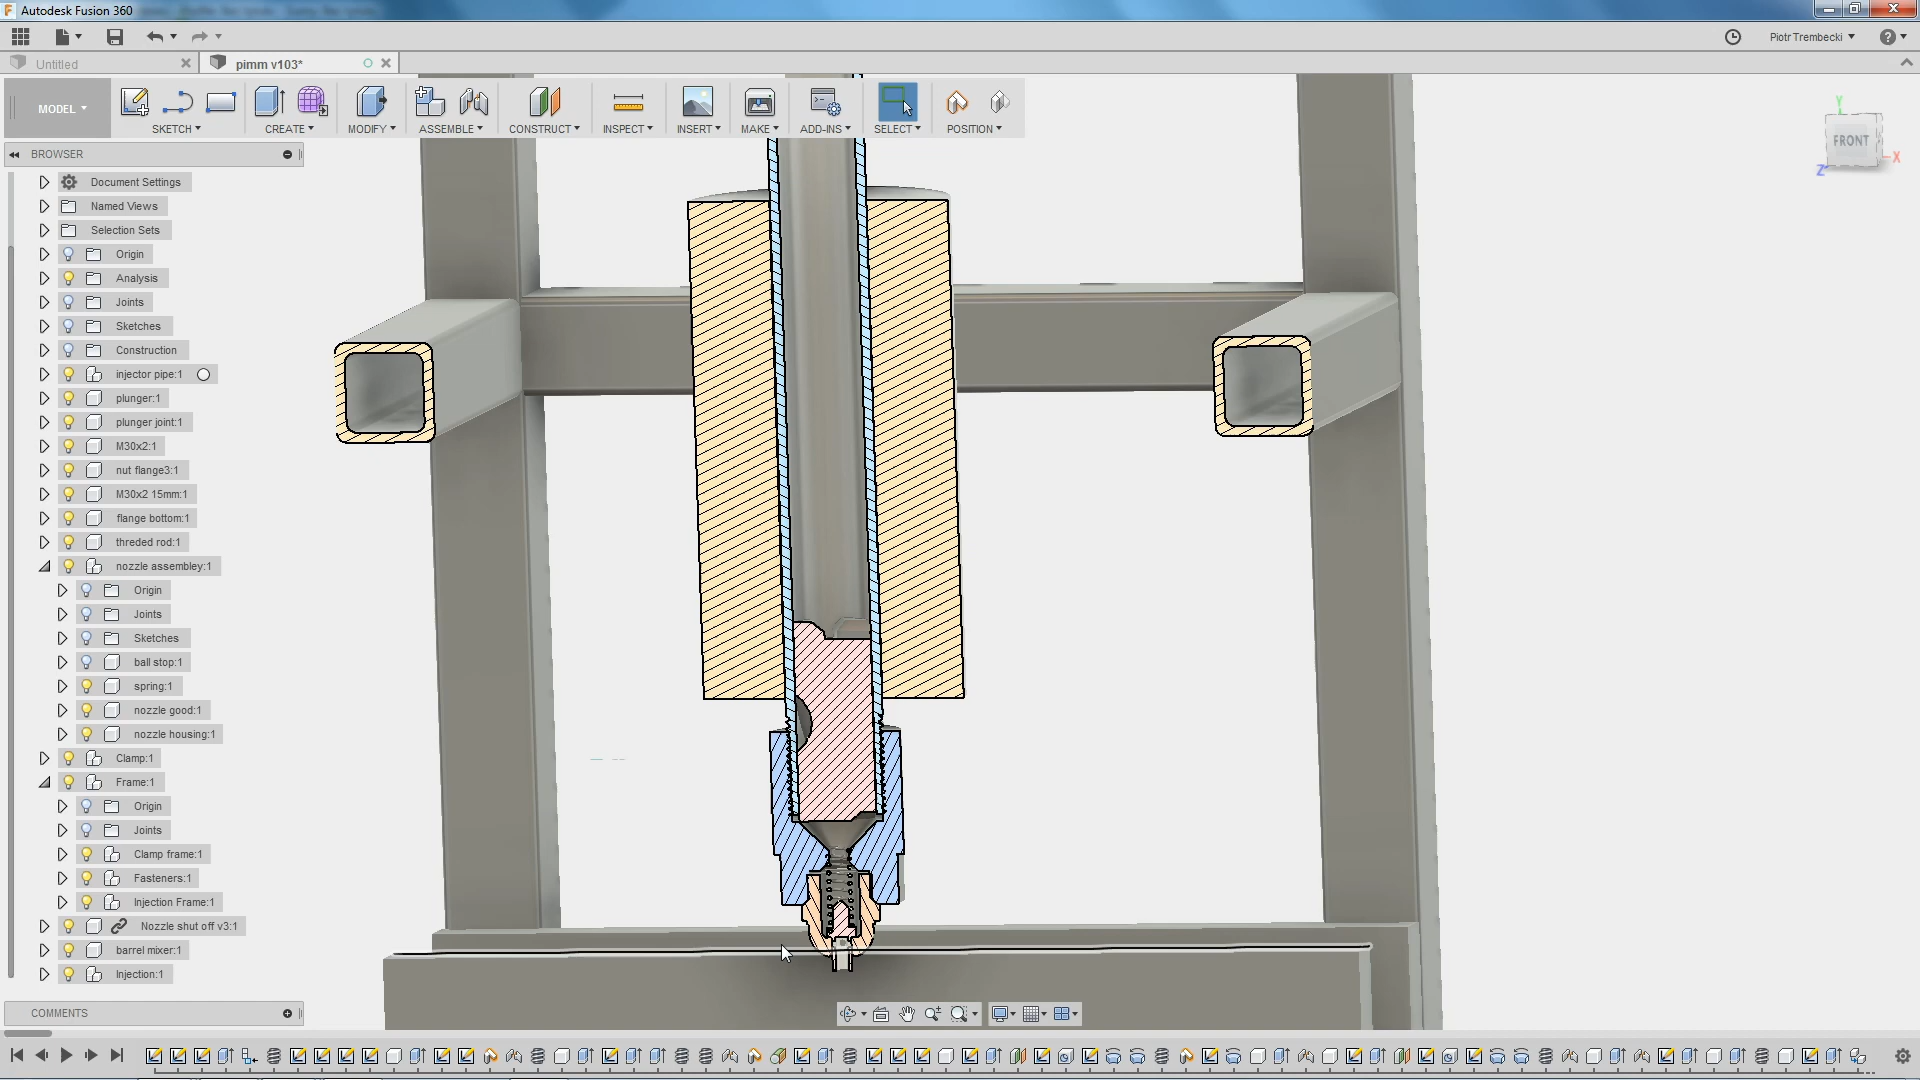 Autodesk Fusion 360
Piotr Trembecki
Untitled
pimm v103*
MODEL
SKETCH
CREATE
MODIFY
ASSEMBLE
CONSTRUCT
INSPECT
INSERT
MAKE
ADD-INS
SELECT
POSITION
Y
FRONT
X
Z
BROWSER
Document Settings
Named Views
Selection Sets
Origin
Analysis
Joints
Sketches
Construction
injector pipe:1
plunger:1
plunger joint:1
M30x2:1
nut flange3:1
M30x2 15mm:1
flange bottom:1
threded rod:1
nozzle assembley:1
Origin
Joints
Sketches
ball stop:1
spring:1
nozzle good:1
nozzle housing:1
Clamp:1
Frame:1
Origin
Joints
Clamp frame:1
Fasteners:1
Injection Frame:1
Nozzle shut off v3:1
barrel mixer:1
Injection:1
COMMENTS